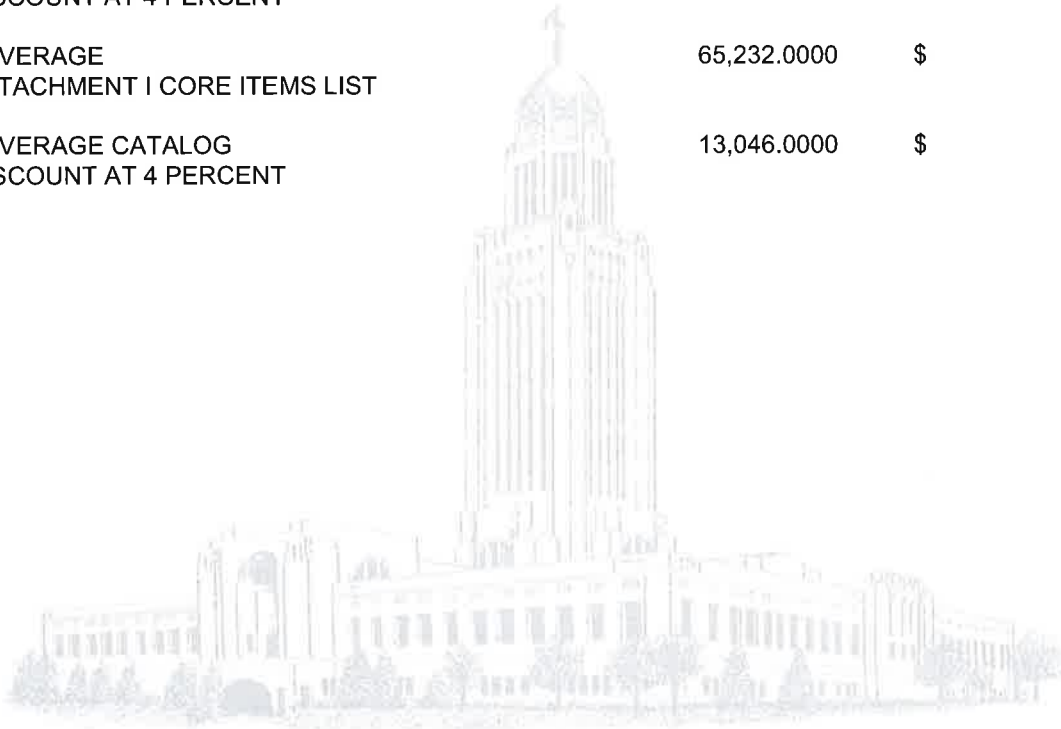 SCOUNT AT 4 PERCENT
VERAGE 65,232.0000 $
TACHMENT I CORE ITEMS LIST
VERAGE CATALOG 13,046.0000 $
SCOUNT AT 4 PERCENT